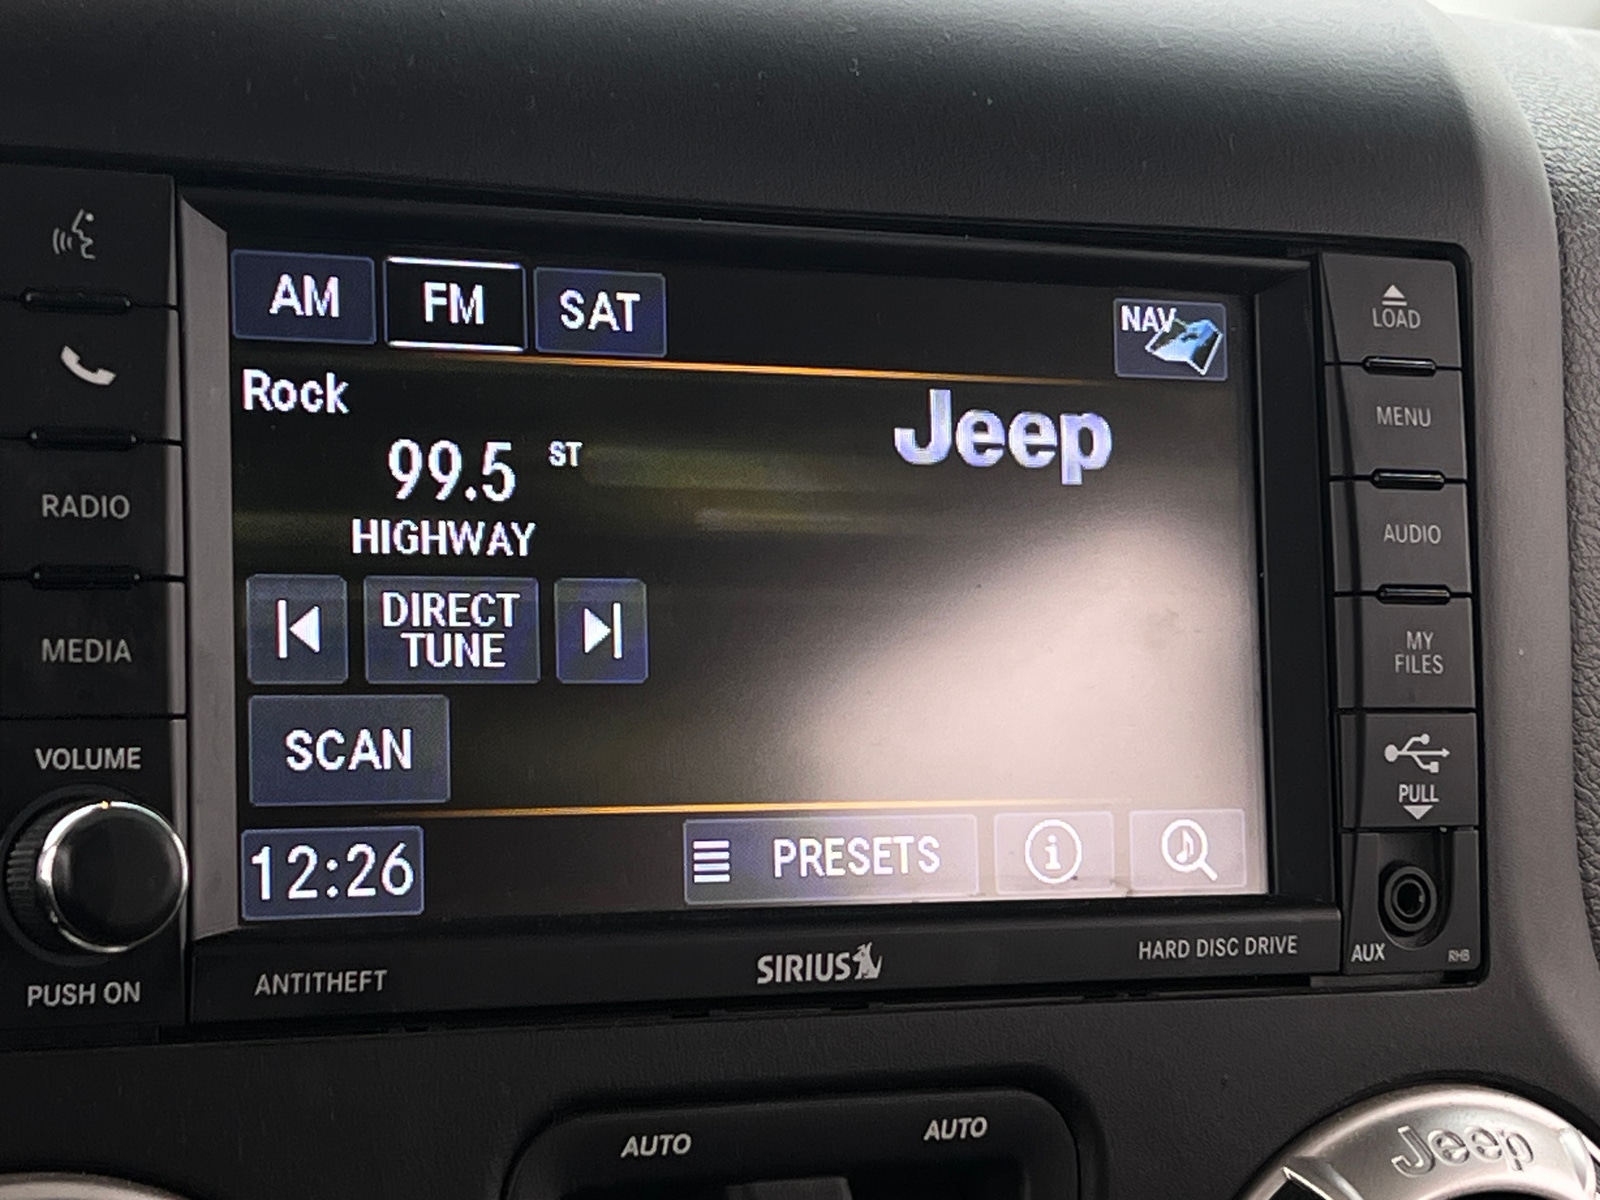 AM FM SAT
NAV
Rock
Jeep
99.5 ST
HIGHWAY
DIRECT
TUNE
SCAN
12:26
PRESETS
RADIO
MEDIA
VOLUME
PUSH ON
LOAD
MENU
AUDIO
MY
FILES
PULL
AUX
RHB
ANTITHEFT
SIRIUS
HARD DISC DRIVE
AUTO
AUTO
Jeep